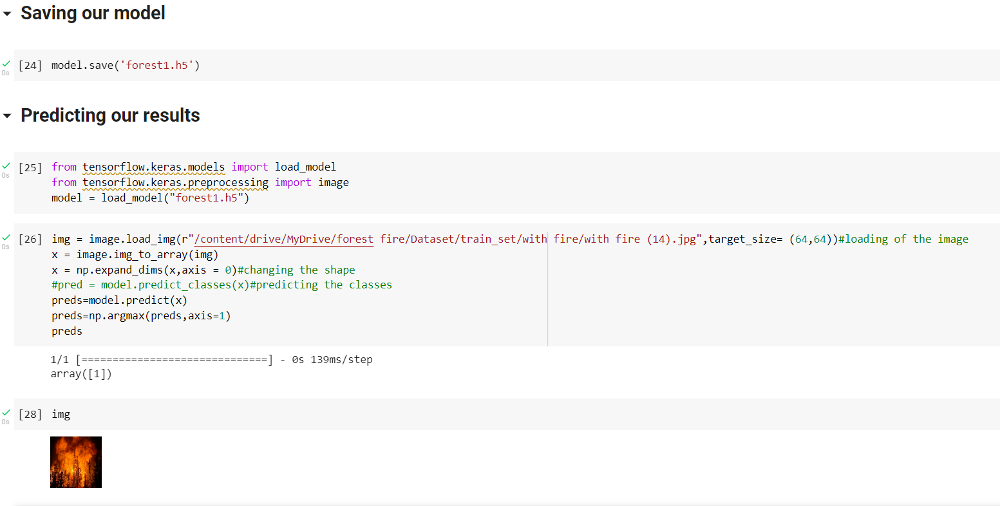 Saving our model
[24] model.save('forest1.h5')
0s
Predicting our results
[25] from tensorflow.keras.models import load_model
0s
from tensorflow.keras.preprocessing import image
model = load_model("forest1.h5")
[26] img = image.load_img(r"/content/drive/MyDrive/forest fire/Dataset/train_set/with fire/with fire (14).jpg",target_size= (64,64))#loading of the image
0s
x = image.img_to_array(img)
x = np.expand_dims(x,axis = 0)#changing the shape
#pred = model.predict_classes(x)#predicting the classes
preds=model.predict(x)
preds=np.argmax(preds,axis=1)
preds
1/1 [==============================] - 0s 139ms/step
array([1])
[28] img
0s